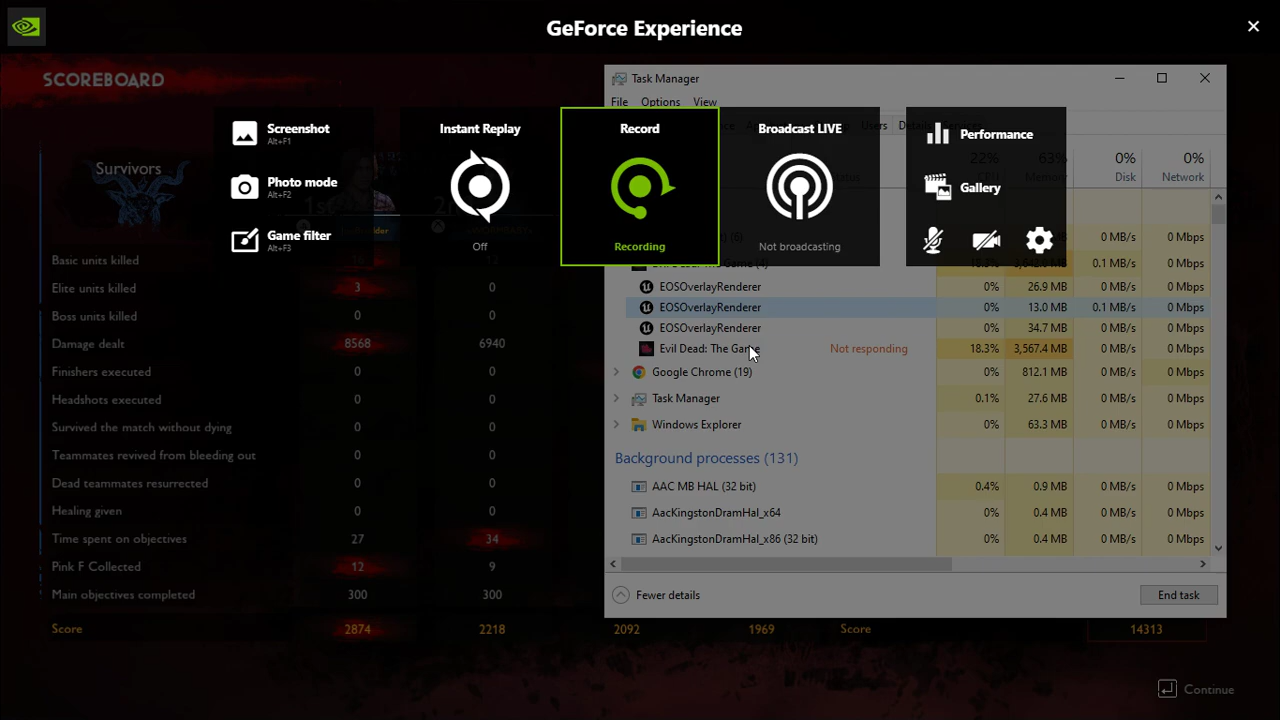 GeForce Experience
SCOREBOARD
Task Manager
File Options View
Users
Screenshot
Alt+F1
Photo mode
Alt+F2
Game filter
Alt+F3
Instant Replay
Off
Record
Recording
Broadcast LIVE
Not broadcasting
Performance
Gallery
22% 63% 0% 0%
CPU Memory Disk Network
Survivors
Basic units killed 0
Elite units killed 3 0
Boss units killed 0 0
Damage dealt 8568 6940
Finishers executed 0 0
Headshots executed 0 0
Survived the match without dying 0 0
Teammates revived from bleeding out 0 0
Dead teammates resurrected 0 0
Healing given 0 0
Time spent on objectives 27 34
Pink F Collected 12 9
Main objectives completed 300 300
Score 2874 2218 2092 1969 Score 14313
0 MB/s 0 Mbps
0.1 MB/s 0 Mbps
EOSOverlayRenderer 0% 26.9 MB 0 MB/s 0 Mbps
EOSOverlayRenderer 0% 13.0 MB 0.1 MB/s 0 Mbps
EOSOverlayRenderer 0% 34.7 MB 0 MB/s 0 Mbps
Evil Dead: The Game Not responding 18.3% 3,567.4 MB 0 MB/s 0 Mbps
Google Chrome (19) 0% 812.1 MB 0 MB/s 0 Mbps
Task Manager 0.1% 27.6 MB 0 MB/s 0 Mbps
Windows Explorer 0% 63.3 MB 0 MB/s 0 Mbps
Background processes (131)
AAC MB HAL (32 bit) 0.4% 0.9 MB 0 MB/s 0 Mbps
AacKingstonDramHal_x64 0% 0.4 MB 0 MB/s 0 Mbps
AacKingstonDramHal_x86 (32 bit) 0% 0.4 MB 0 MB/s 0 Mbps
Fewer details
End task
Continue